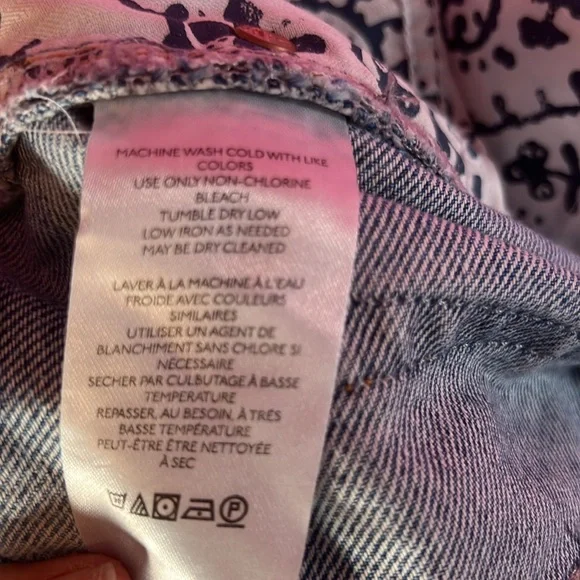 MACHINE WASH COLD WITH LIKE
COLORS
USE ONLY NON-CHLORINE
BLEACH
TUMBLE DRY LOW
LOW IRON AS NEEDED
MAY BE DRY CLEANED
LAVER À LA MACHINE À L'EAU
FROIDE AVEC COULEURS
SIMILAIRES
UTILISER UN AGENT DE
BLANCHIMENT SANS CHLORE SI
NÉCESSAIRE
SECHER PAR CULBUTAGE À BASSE
TEMPERATURE
REPASSER, AU BESOIN, À TRÈS
BASSE TEMPÉRATURE
PEUT-ÊTRE ÊTRE NETTOYÉE
À SEC
P